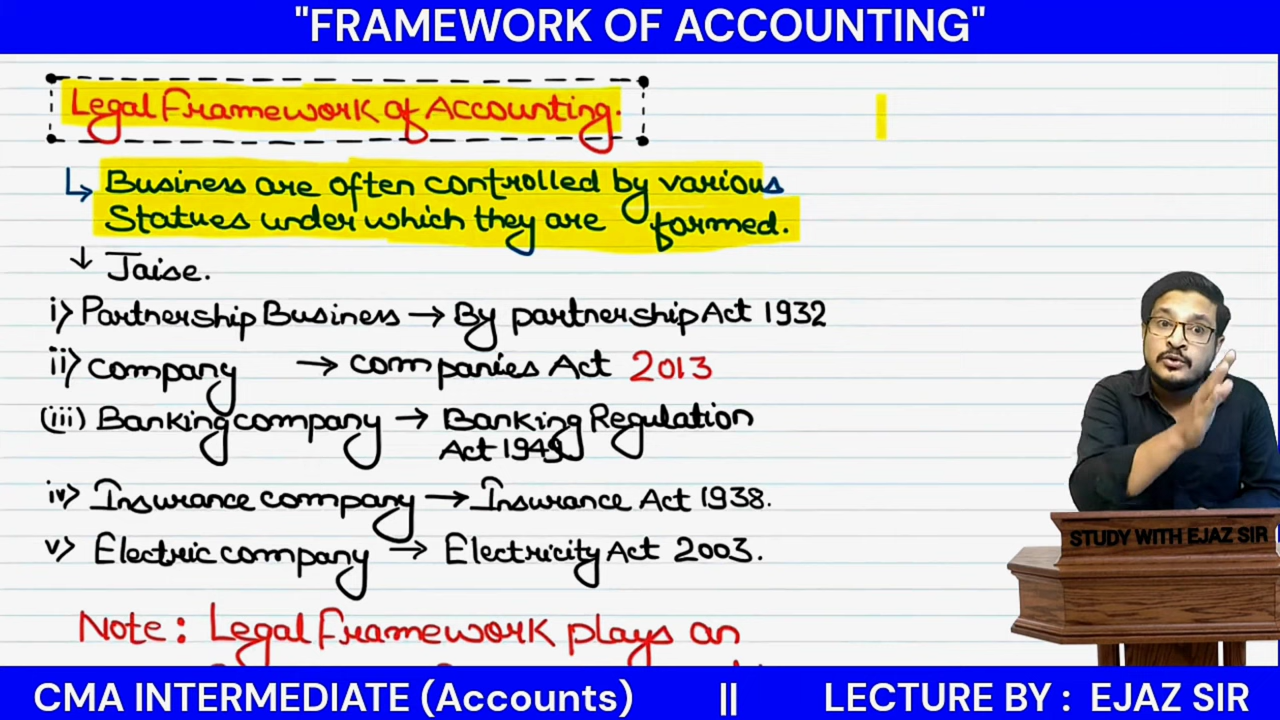 "FRAMEWORK OF ACCOUNTING"
Legal Framework of Accounting.
↳ Business are often controlled by various
Statues under which they are formed.
↓ Jaise.
i) Partnership Business → By partnership Act 1932
ii) company → companies Act 2013
(iii) Banking company → Banking Regulation
Act 1949
iv) Insurance company → Insurance Act 1938.
v) Electric company → Electricity Act 2003.
Note: Legal Framework plays an
STUDY WITH EJAZ SIR
CMA INTERMEDIATE (Accounts) || LECTURE BY : EJAZ SIR